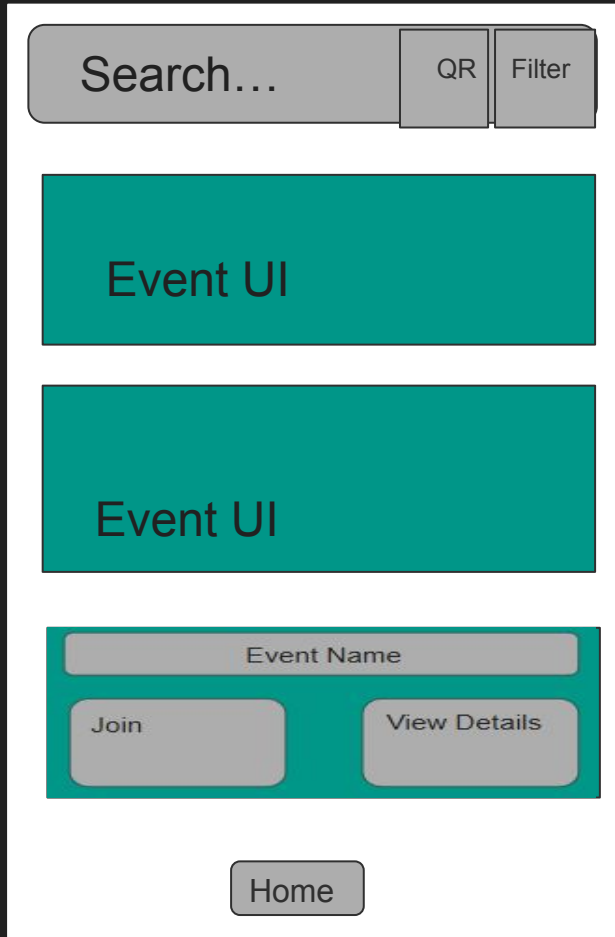 Search… QR Filter
Event UI
Event UI
Event Name
Join View Details
Home